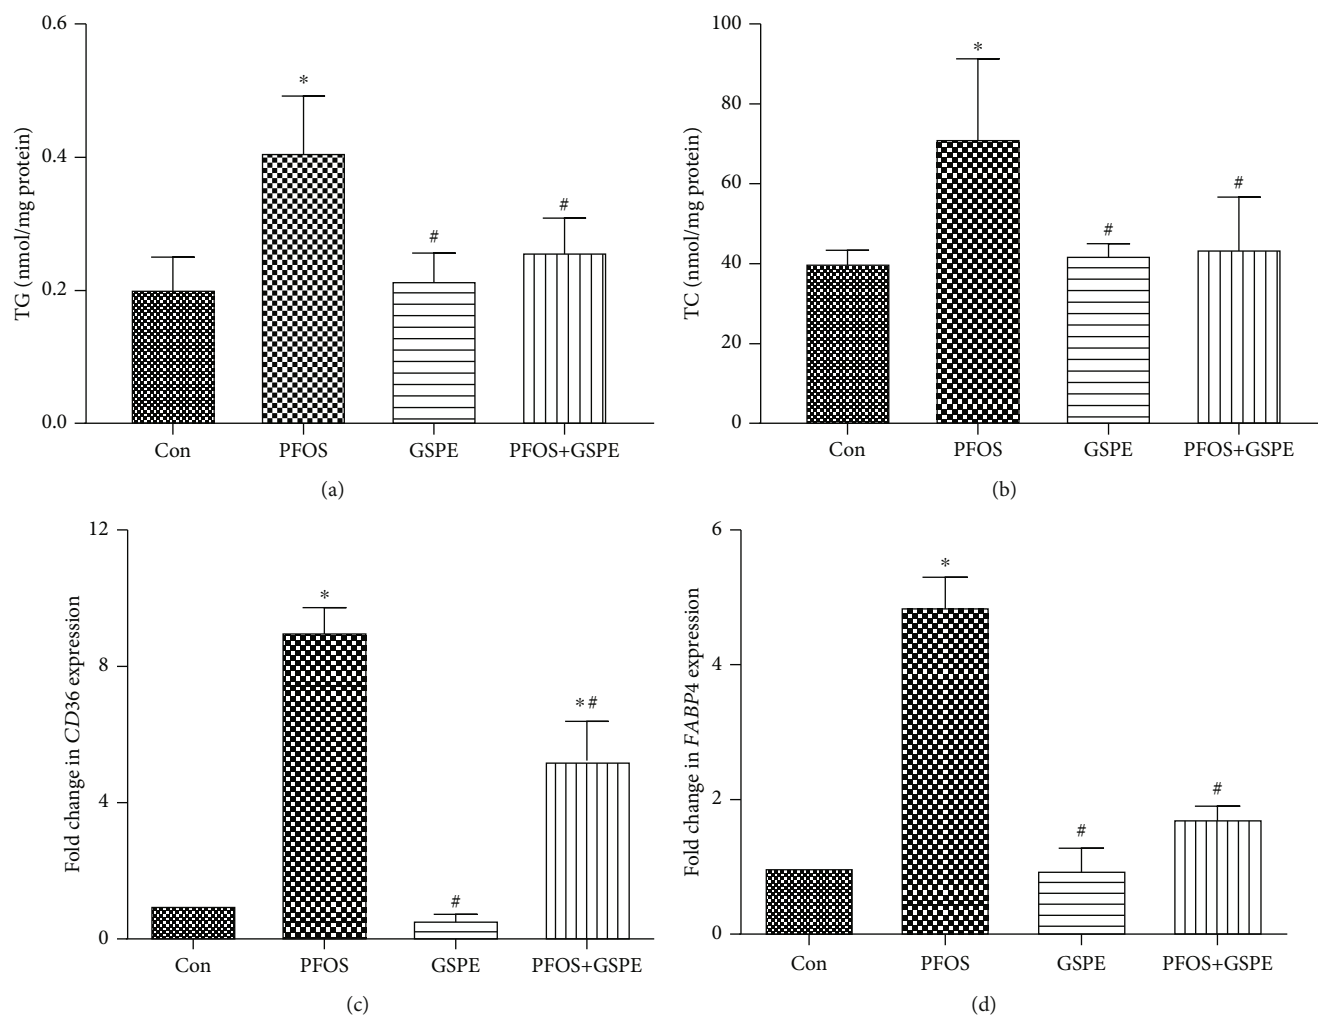 TG (nmol/mg protein)
0.6
0.4
0.2
0.0
*
#
#
Con PFOS GSPE PFOS+GSPE
(a)
TC (nmol/mg protein)
100
80
60
40
20
0
*
#
#
Con PFOS GSPE PFOS+GSPE
(b)
Fold change in CD36 expression
12
8
4
0
*
#
*#
Con PFOS GSPE PFOS+GSPE
(c)
Fold change in FABP4 expression
6
4
2
0
*
#
#
Con PFOS GSPE PFOS+GSPE
(d)